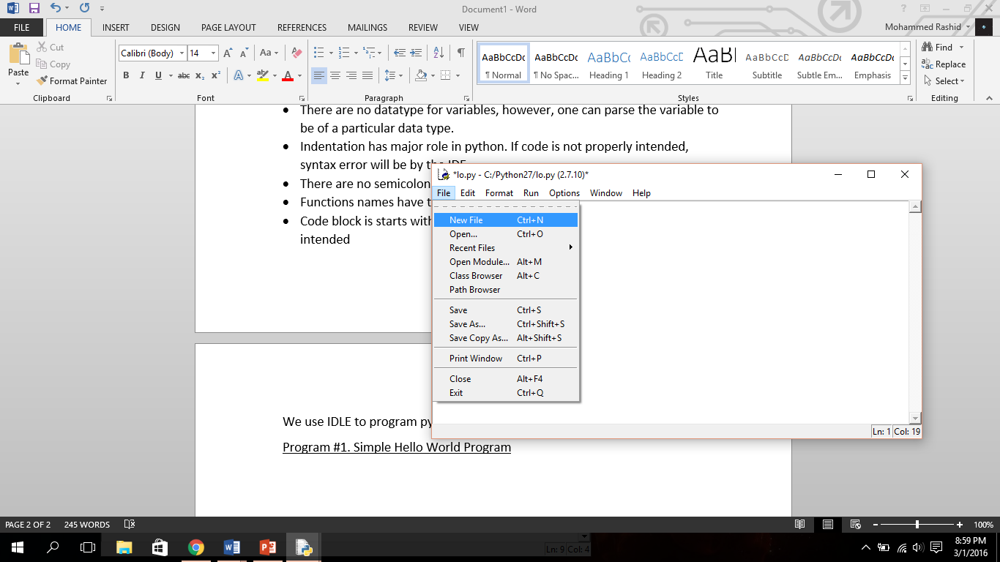 Document1 - Word
Mohammed Rashid
FILE HOME INSERT DESIGN PAGE LAYOUT REFERENCES MAILINGS REVIEW VIEW
Paste
Cut
Copy
Format Painter
Clipboard
Calibri (Body) 14
Font
Paragraph
AaBbCcDc AaBbCcDc AaBbCc AaBbCcD AaBl AaBbCcD AaBbCcDc AaBbCcDc
¶ Normal ¶ No Spac... Heading 1 Heading 2 Title Subtitle Subtle Em... Emphasis
Styles
Find
Replace
Select
Editing
• There are no datatype for variables, however, one can parse the variable to
be of a particular data type.
• Indentation has major role in python. If code is not properly intended,
syntax error will be by the IDE
• There are no semicolon
• Functions names have
• Code block is starts with
intended
We use IDLE to program
Program #1. Simple Hello World Program
*lo.py - C:/Python27/lo.py (2.7.10)*
File Edit Format Run Options Window Help
New File Ctrl+N
Open... Ctrl+O
Recent Files
Open Module... Alt+M
Class Browser Alt+C
Path Browser
Save Ctrl+S
Save As... Ctrl+Shift+S
Save Copy As... Alt+Shift+S
Print Window Ctrl+P
Close Alt+F4
Exit Ctrl+Q
Ln: 1 Col: 19
PAGE 2 OF 2 245 WORDS
100%
Ln: 9 Col: 4
8:59 PM
3/1/2016